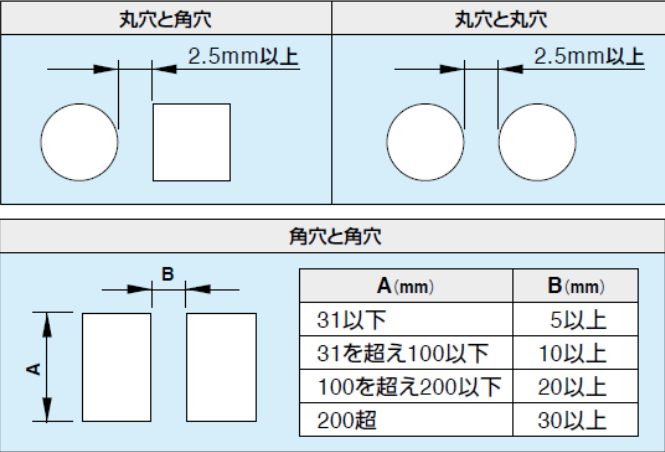 丸穴と角穴
丸穴と丸穴
2.5mm以上
2.5mm以上
角穴と角穴
B
A
A(mm) B(mm)
31以下 5以上
31を超え100以下 10以上
100を超え200以下 20以上
200超 30以上